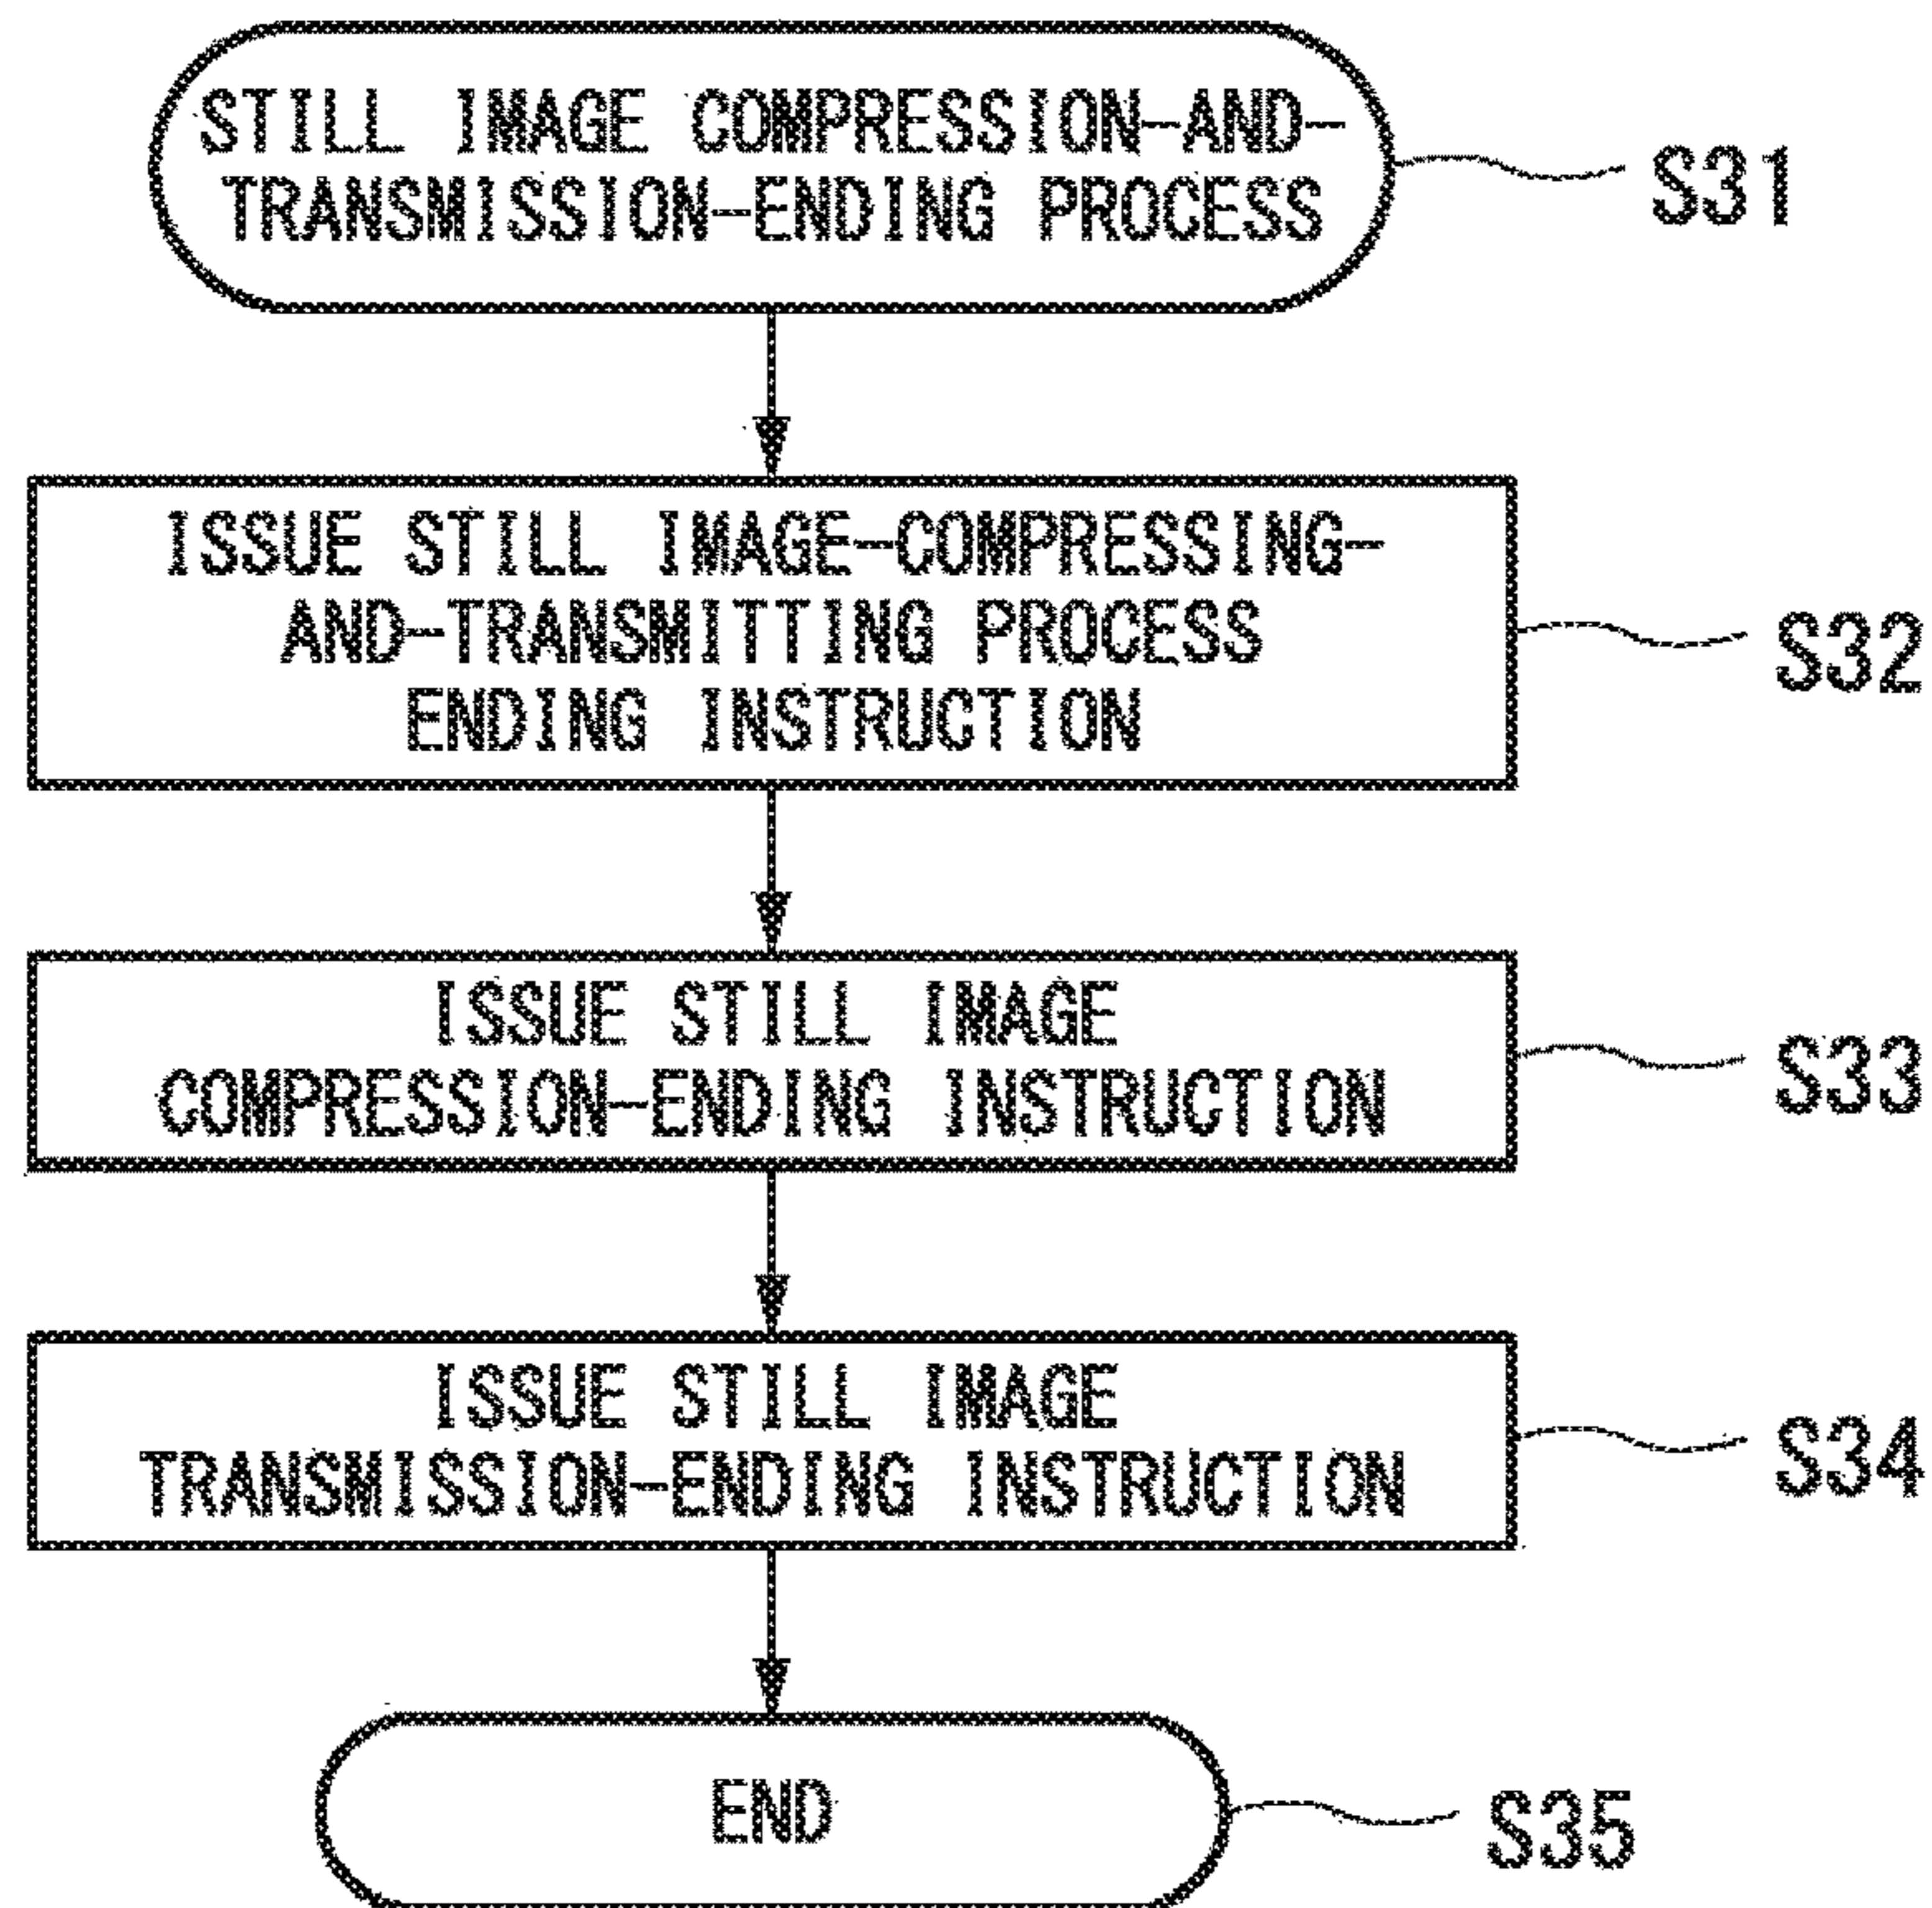 STILL IMAGE COMPRESSION-AND-
TRANSMISSION-ENDING PROCESS
S31
ISSUE STILL IMAGE-COMPRESSING-
AND-TRANSMITTING PROCESS
ENDING INSTRUCTION
S32
ISSUE STILL IMAGE
COMPRESSION-ENDING INSTRUCTION
S33
ISSUE STILL IMAGE
TRANSMISSION-ENDING INSTRUCTION
S34
END
S35